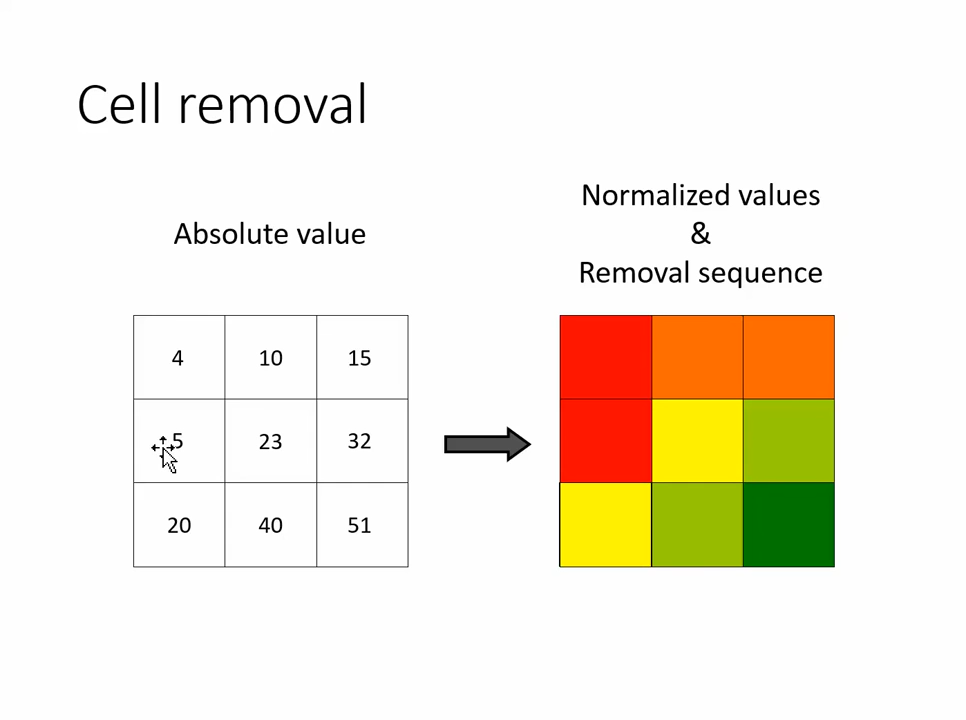 Cell removal
Absolute value
Normalized values
&
Removal sequence
4 10 15
5 23 32
20 40 51